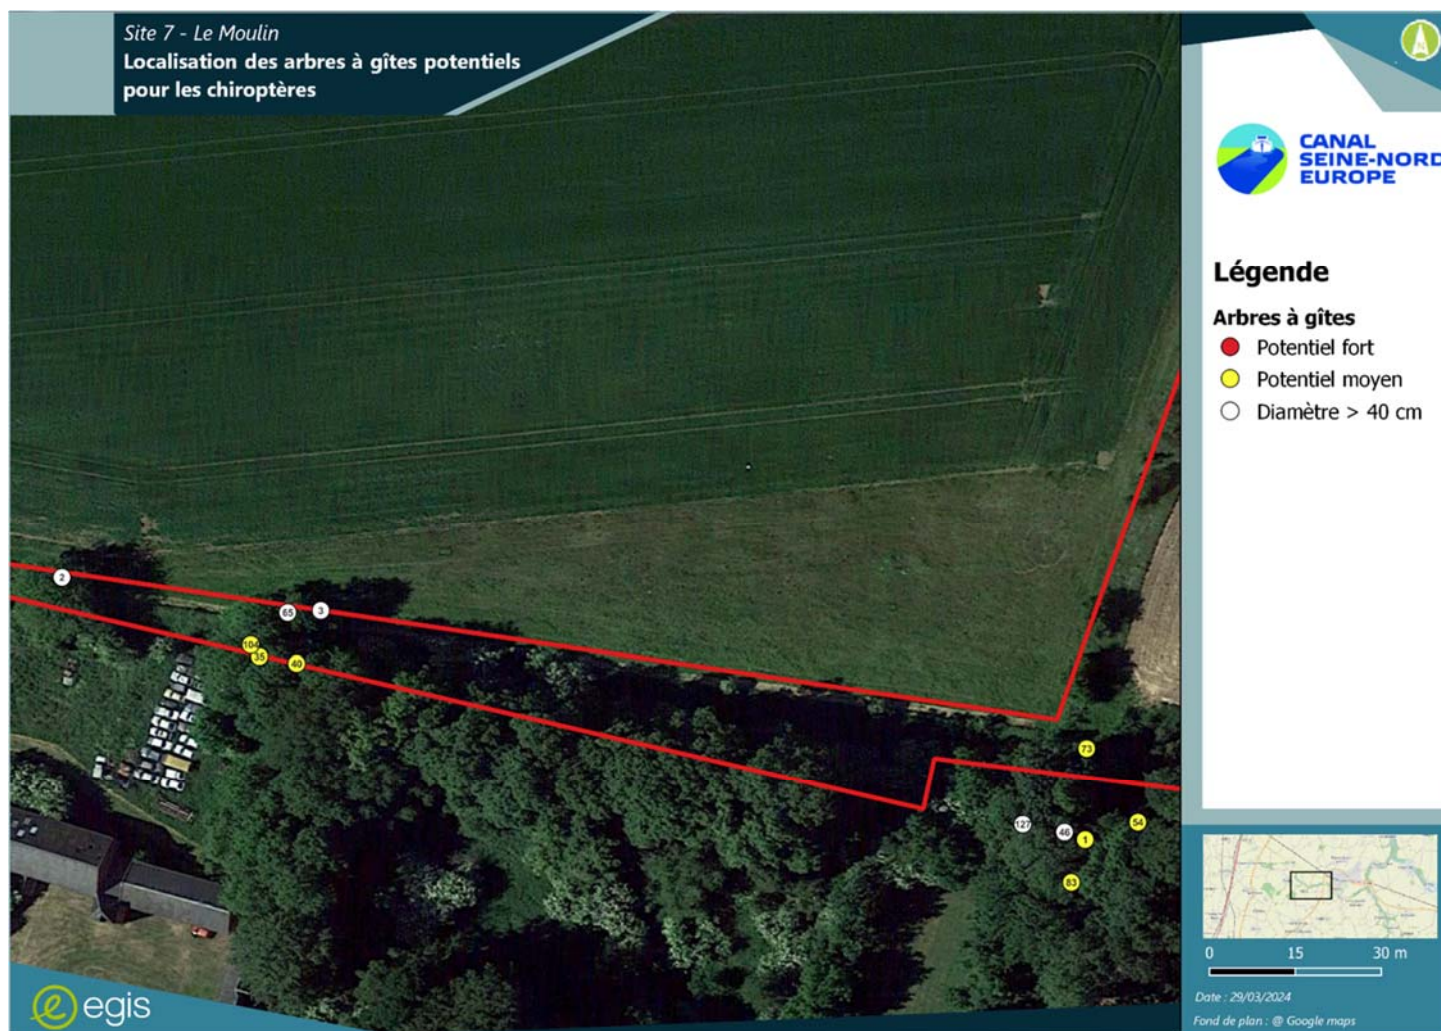 Site 7 - Le Moulin
Localisation des arbres à gîtes potentiels
pour les chiroptères
CANAL
SEINE-NORD
EUROPE
Légende
Arbres à gîtes
Potentiel fort
Potentiel moyen
Diamètre > 40 cm
2
65
3
104
35
40
73
127
46
1
54
83
0 15 30 m
Date : 29/03/2024
Fond de plan : @ Google maps
egis